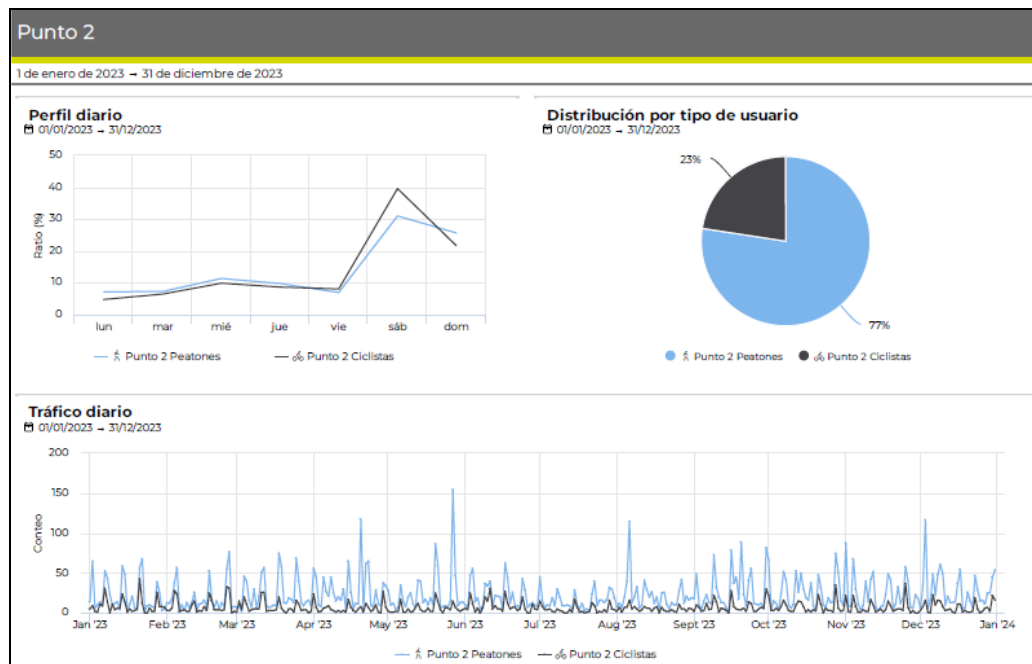 Punto 2
1 de enero de 2023 → 31 de diciembre de 2023
Perfil diario
01/01/2023 → 31/12/2023
50
40
30
20
10
0
Ratio (%)
lun mar mié jue vie sáb dom
Punto 2 Peatones Punto 2 Ciclistas
Distribución por tipo de usuario
01/01/2023 → 31/12/2023
23%
77%
Punto 2 Peatones Punto 2 Ciclistas
Tráfico diario
01/01/2023 → 31/12/2023
200
150
100
50
0
Conteo
Jan '23 Feb '23 Mar '23 Apr '23 May '23 Jun '23 Jul '23 Aug '23 Sept '23 Oct '23 Nov '23 Dec '23 Jan '24
Punto 2 Peatones Punto 2 Ciclistas